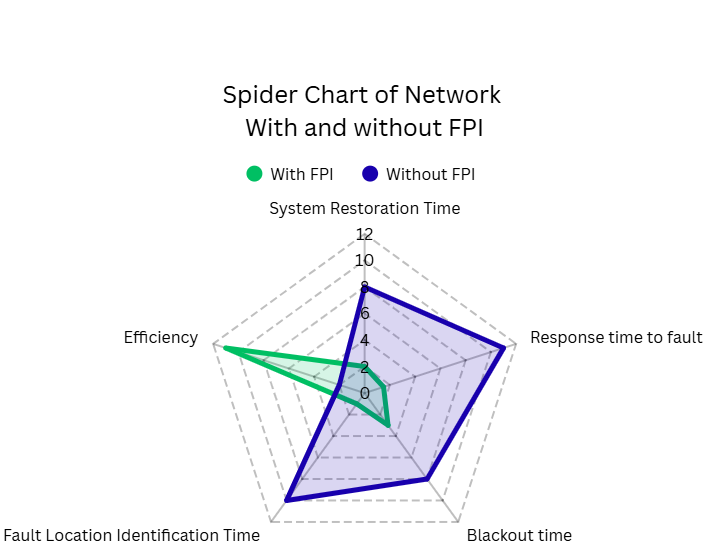 Spider Chart of Network
With and without FPI
With FPI
Without FPI
System Restoration Time
12
10
8
6
4
2
0
Efficiency
Response time to fault
Fault Location Identification Time
Blackout time